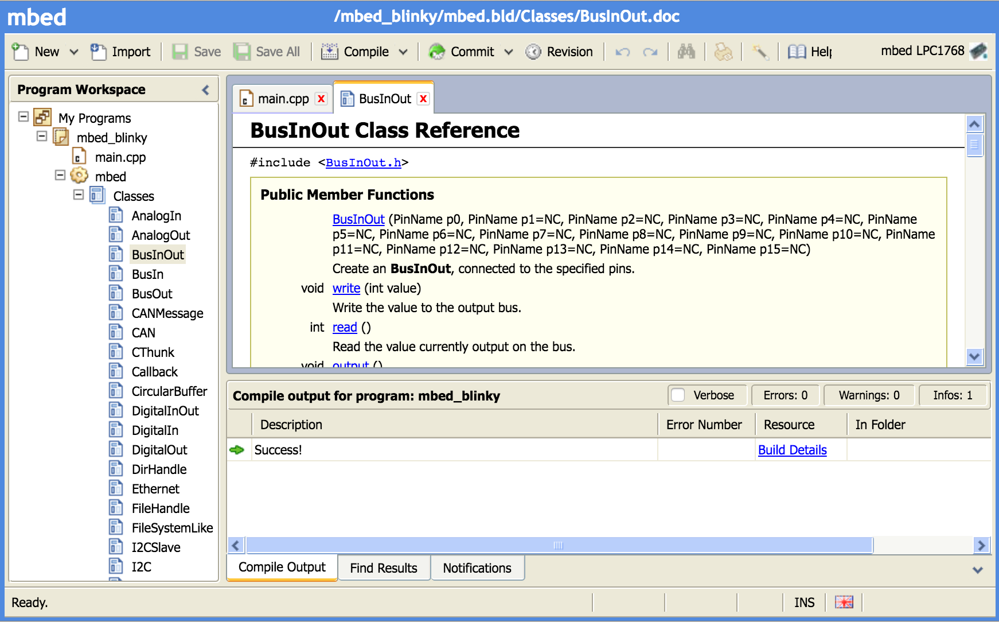 mbed
/mbed_blinky/mbed.bld/Classes/BusInOut.doc
New Import Save Save All Compile Commit Revision Help mbed LPC1768
Program Workspace
My Programs
mbed_blinky
main.cpp
mbed
Classes
AnalogIn
AnalogOut
BusInOut
BusIn
BusOut
CANMessage
CAN
CThunk
Callback
CircularBuffer
DigitalInOut
DigitalIn
DigitalOut
DirHandle
Ethernet
FileHandle
FileSystemLike
I2CSlave
I2C
main.cpp x BusInOut x
BusInOut Class Reference
#include <BusInOut.h>
Public Member Functions
BusInOut (PinName p0, PinName p1=NC, PinName p2=NC, PinName p3=NC, PinName p4=NC, PinName
p5=NC, PinName p6=NC, PinName p7=NC, PinName p8=NC, PinName p9=NC, PinName p10=NC, PinName
p11=NC, PinName p12=NC, PinName p13=NC, PinName p14=NC, PinName p15=NC)
Create an BusInOut, connected to the specified pins.
void write (int value)
Write the value to the output bus.
int read ()
Read the value currently output on the bus.
void output ()
Compile output for program: mbed_blinky Verbose Errors: 0 Warnings: 0 Infos: 1
Description Error Number Resource In Folder
Success! Build Details
Compile Output Find Results Notifications
Ready. INS